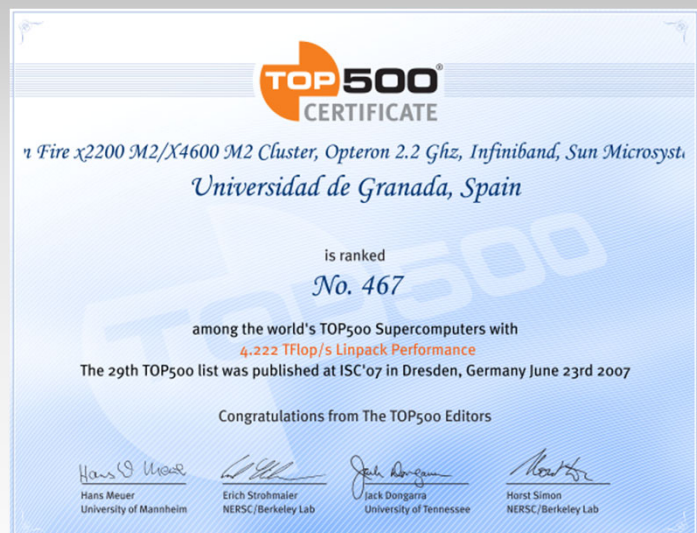 TOP500®
CERTIFICATE
n Fire x2200 M2/X4600 M2 Cluster, Opteron 2.2 Ghz, Infiniband, Sun Microsyst
Universidad de Granada, Spain
is ranked
No. 467
among the world's TOP500 Supercomputers with
4.222 TFlop/s Linpack Performance
The 29th TOP500 list was published at ISC'07 in Dresden, Germany June 23rd 2007
Congratulations from The TOP500 Editors
Hans Meuer
University of Mannheim
Erich Strohmaier
NERSC/Berkeley Lab
Jack Dongarra
University of Tennessee
Horst Simon
NERSC/Berkeley Lab
TOP500